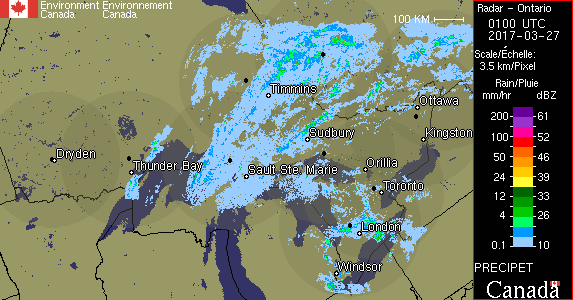 Environment Environnement
Canada Canada
100 KM
Timmins
Ottawa
Sudbury
Kingston
Dryden
Thunder Bay
Sault Ste. Marie
Orillia
Toronto
London
Windsor
Radar - Ontario
0100 UTC
2017-03-27
Scale/Échelle:
3.5 km/Pixel
Rain/Pluie
mm/hr dBZ
200 61
100 52
50 46
24 39
12 33
4 26
0.1 10
PRECIPET
Canada